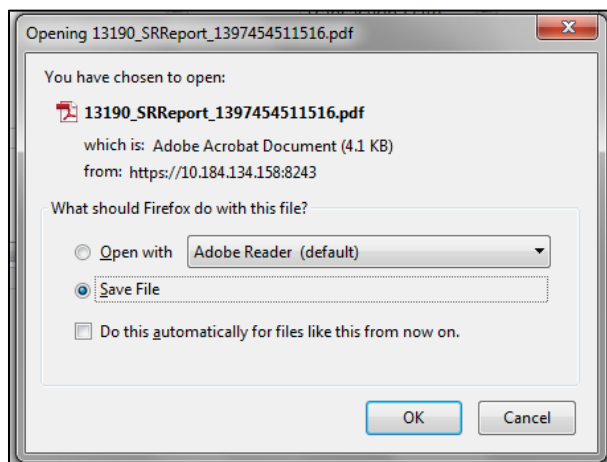 Opening 13190_SRReport_1397454511516.pdf
You have chosen to open:
13190_SRReport_1397454511516.pdf
which is: Adobe Acrobat Document (4.1 KB)
from: https://10.184.134.158:8243
What should Firefox do with this file?
Open with Adobe Reader (default)
Save File
Do this automatically for files like this from now on.
OK Cancel